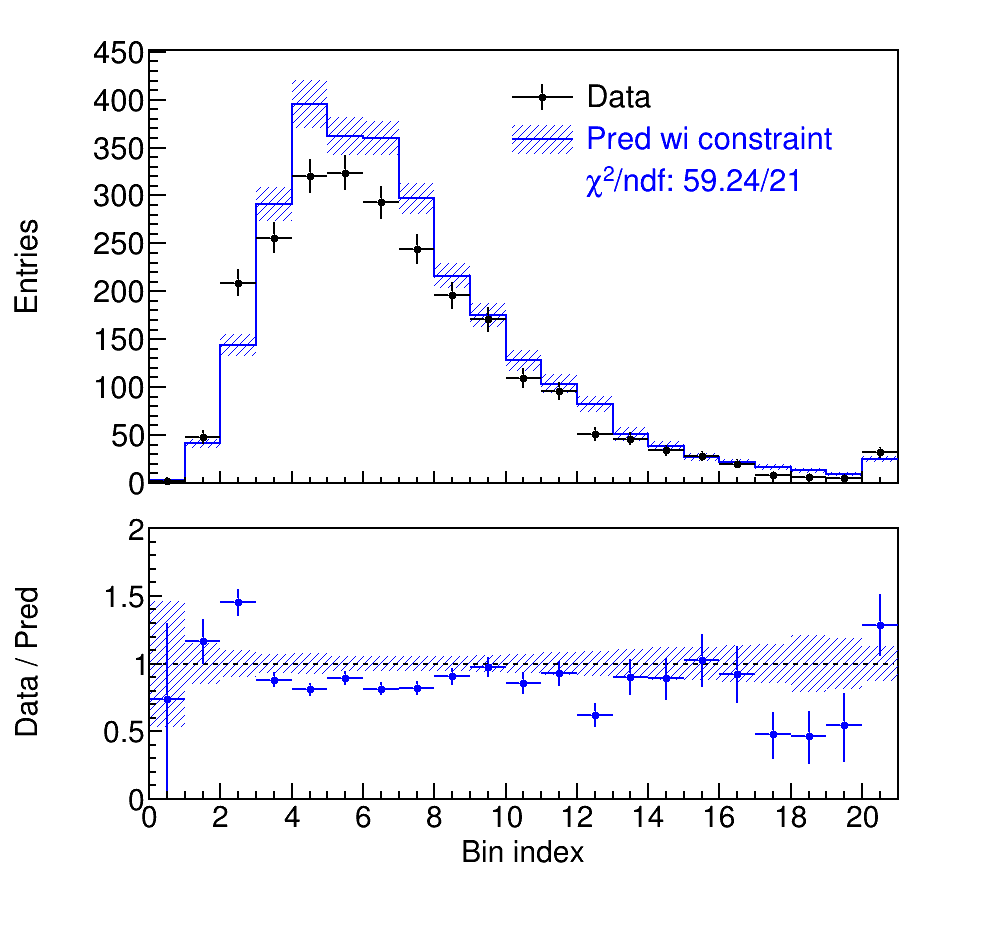 450
400
350
300
250
200
150
100
50
0
Entries
Data
Pred wi constraint
χ²/ndf: 59.24/21
2
1.5
1
0.5
0
Data / Pred
0 2 4 6 8 10 12 14 16 18 20
Bin index